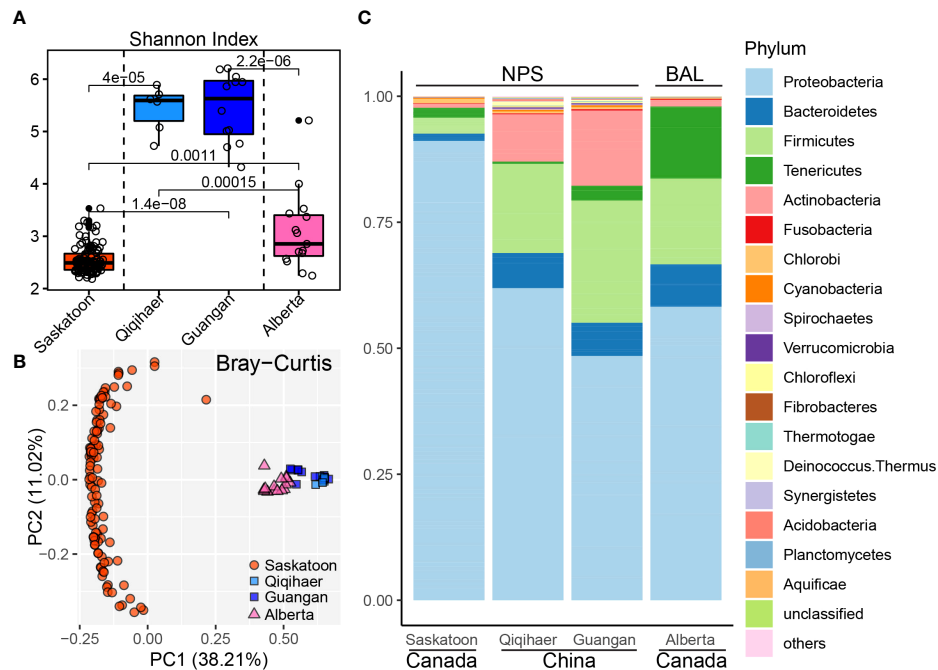 A
Shannon Index
6
5
4
3
2
4e−05
2.2e−06
0.0011
0.00015
1.4e−08
Saskatoon
Qiqihaer
Guangan
Alberta
B
Bray−Curtis
PC2 (11.02%)
0.2
0.0
−0.2
Saskatoon
Qiqihaer
Guangan
Alberta
−0.25
0.00
0.25
0.50
PC1 (38.21%)
C
NPS
BAL
1.00
0.75
0.50
0.25
0.00
Saskatoon
Qiqihaer
Guangan
Alberta
Canada
China
Canada
Phylum
Proteobacteria
Bacteroidetes
Firmicutes
Tenericutes
Actinobacteria
Fusobacteria
Chlorobi
Cyanobacteria
Spirochaetes
Verrucomicrobia
Chloroflexi
Fibrobacteres
Thermotogae
Deinococcus.Thermus
Synergistetes
Acidobacteria
Planctomycetes
Aquificae
unclassified
others